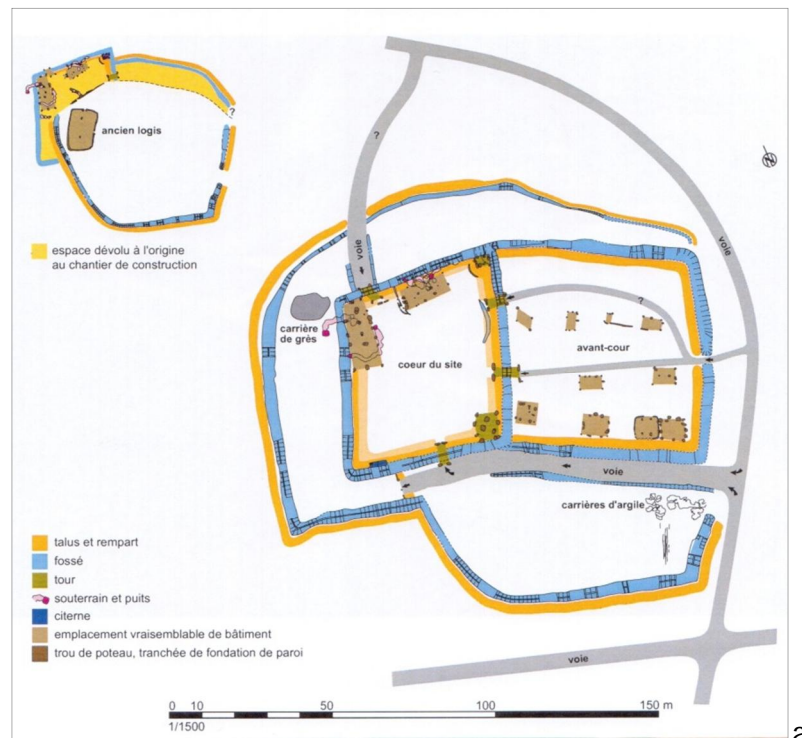 ?
ancien logis
espace dévolu à l'origine
au chantier de construction
?
voie
voie
N
?
carrière
de grès
coeur du site
avant-cour
voie
carrières d'argile
talus et rempart
fossé
tour
souterrain et puits
citerne
emplacement vraisemblable de bâtiment
trou de poteau, tranchée de fondation de paroi
voie
0 10 50 100 150 m
1/1500
a